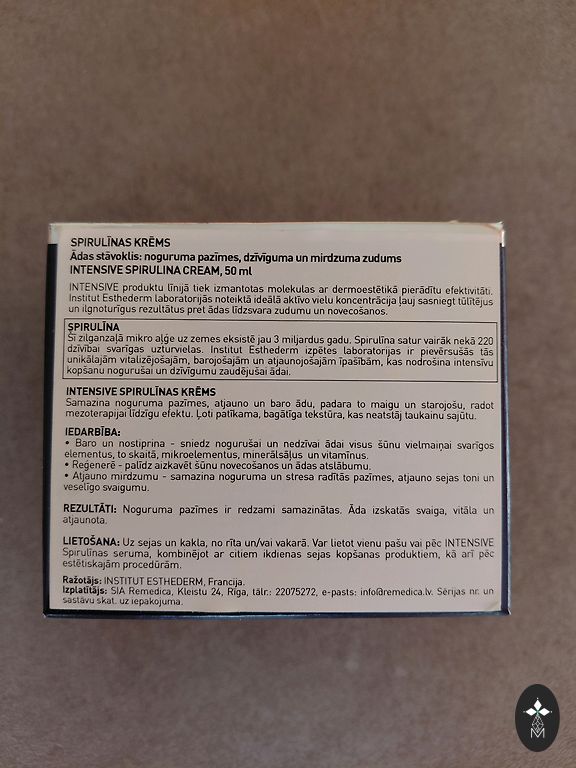 SPIRULĪNAS KRĒMS
Ādas stāvoklis: noguruma pazīmes, dzīvīguma un mirdzuma zudums
INTENSIVE SPIRULINA CREAM, 50 ml
INTENSIVE produktu līnijā tiek izmantotas molekulas ar dermoestētikā pierādītu efektivitāti.
Institut Esthederm laboratorijās noteiktā ideālā aktīvo vielu koncentrācija ļauj sasniegt tūlītējus
un ilgnoturīgus rezultātus pret ādas līdzsvara zudumu un novecošanos.
SPIRULĪNA
Šī zilganzaļā mikro aļģe uz zemes eksistē jau 3 miljardus gadu. Spirulīna satur vairāk nekā 220
dzīvībai svarīgas uzturvielas. Institut Esthederm izpētes laboratorijas ir pievērsušās tās
unikālajām vitalizējošajām, barojošajām un atjaunojošajām īpašībām, kas nodrošina intensīvu
kopšanu nogurušai un dzīvīgumu zaudējušai ādai.
INTENSIVE SPIRULĪNAS KRĒMS
Samazina noguruma pazīmes, atjauno un baro ādu, padara to maigu un starojošu, radot
mezoterapijai līdzīgu efektu. Ļoti patīkama, bagātīga tekstūra, kas neatstāj taukainu sajūtu.
IEDARBĪBA:
• Baro un nostiprina - sniedz nogurušai un nedzīvai ādai visus šūnu vielmaiņai svarīgos
elementus, to skaitā, mikroelementus, minerālsāļus un vitamīnus.
• Reģenerē - palīdz aizkavēt šūnu novecošanos un ādas atslābumu.
• Atjauno mirdzumu - samazina noguruma un stresa radītās pazīmes, atjauno sejas toni un
veselīgo svaigumu.
REZULTĀTI: Noguruma pazīmes ir redzami samazinātas. Āda izskatās svaiga, vitāla un
atjaunota.
LIETOŠANA: Uz sejas un kakla, no rīta un/vai vakarā. Var lietot vienu pašu vai pēc INTENSIVE
Spirulīnas seruma, kombinējot ar citiem ikdienas sejas kopšanas produktiem, kā arī pēc
estētiskajām procedūrām.
Ražotājs: INSTITUT ESTHEDERM, Francija.
Izplatītājs: SIA Remedica, Kleistu 24, Rīga, tālr.: 22075272, e-pasts: info@remedica.lv. Sērijas nr. un
sastāvu skat. uz iepakojuma.
M